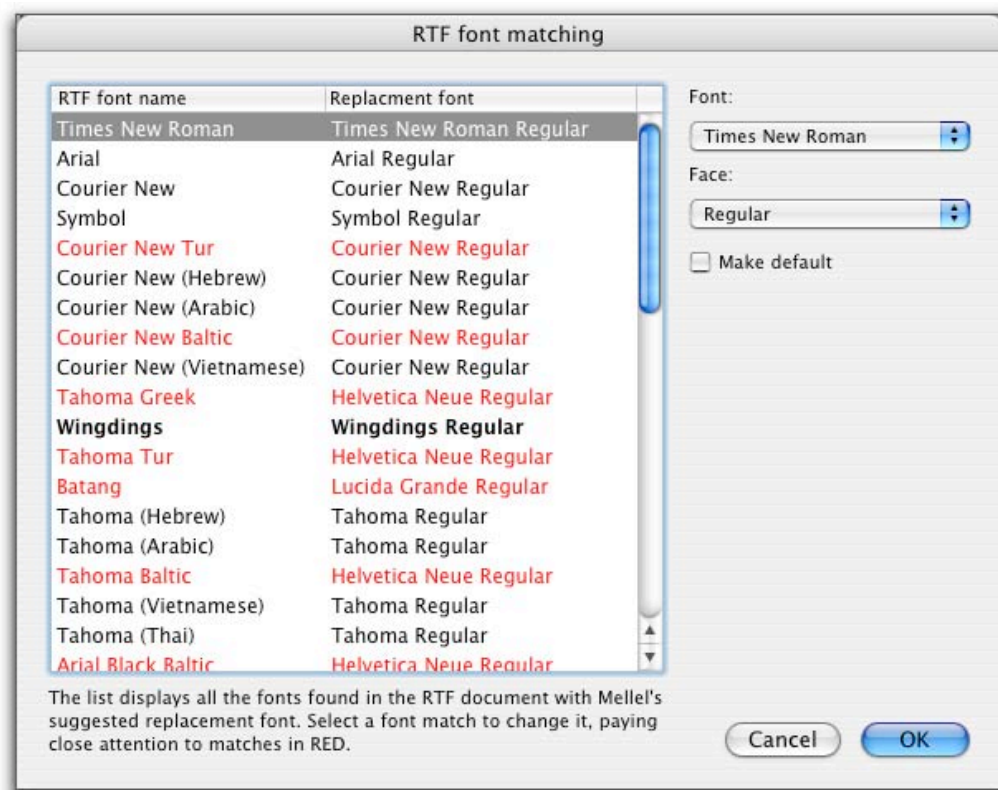 RTF font matching
RTF font name Replacment font
Times New Roman Times New Roman Regular
Arial Arial Regular
Courier New Courier New Regular
Symbol Symbol Regular
Courier New Tur Courier New Regular
Courier New (Hebrew) Courier New Regular
Courier New (Arabic) Courier New Regular
Courier New Baltic Courier New Regular
Courier New (Vietnamese) Courier New Regular
Tahoma Greek Helvetica Neue Regular
Wingdings Wingdings Regular
Tahoma Tur Helvetica Neue Regular
Batang Lucida Grande Regular
Tahoma (Hebrew) Tahoma Regular
Tahoma (Arabic) Tahoma Regular
Tahoma Baltic Helvetica Neue Regular
Tahoma (Vietnamese) Tahoma Regular
Tahoma (Thai) Tahoma Regular
Arial Black Baltic Helvetica Neue Regular
The list displays all the fonts found in the RTF document with Mellel's
suggested replacement font. Select a font match to change it, paying
close attention to matches in RED.
Font:
Times New Roman
Face:
Regular
Make default
Cancel OK